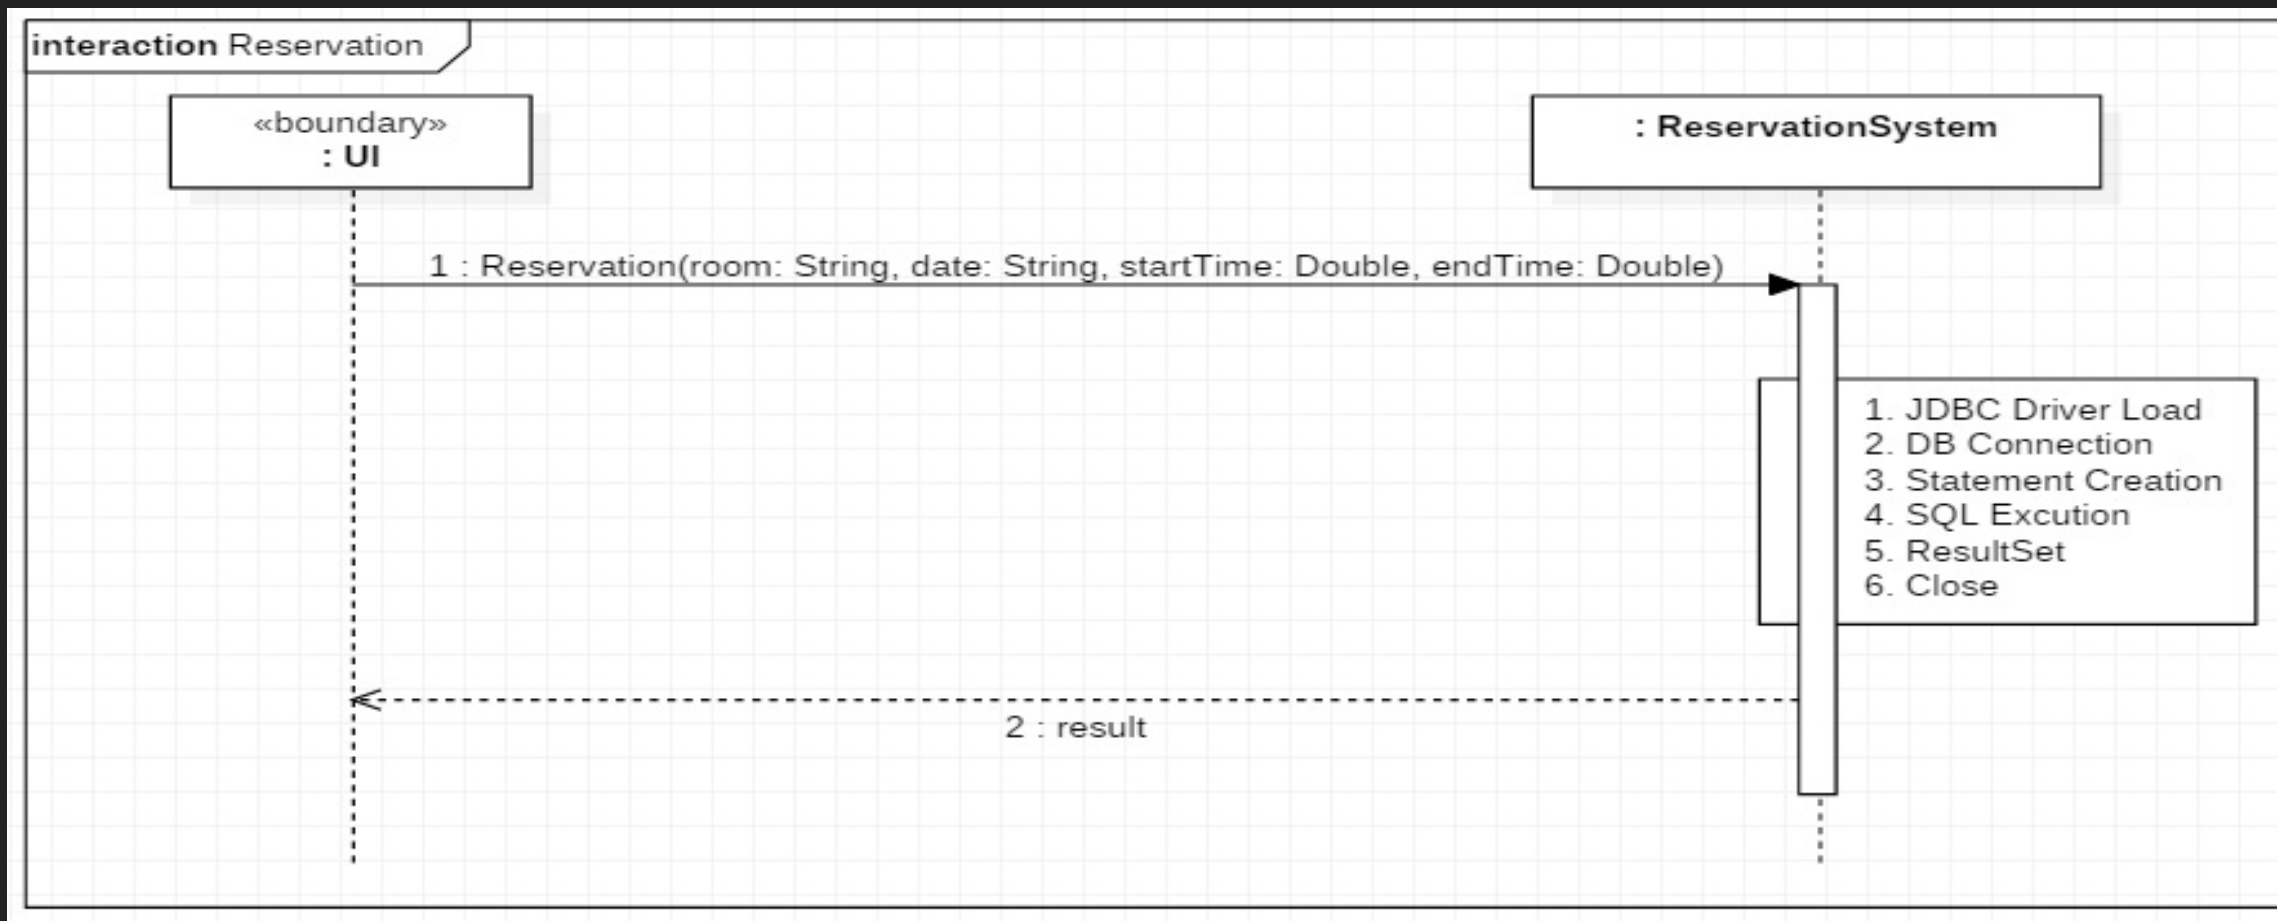 interaction Reservation
«boundary»
: UI
: ReservationSystem
1 : Reservation(room: String, date: String, startTime: Double, endTime: Double)
1. JDBC Driver Load
2. DB Connection
3. Statement Creation
4. SQL Excution
5. ResultSet
6. Close
2 : result